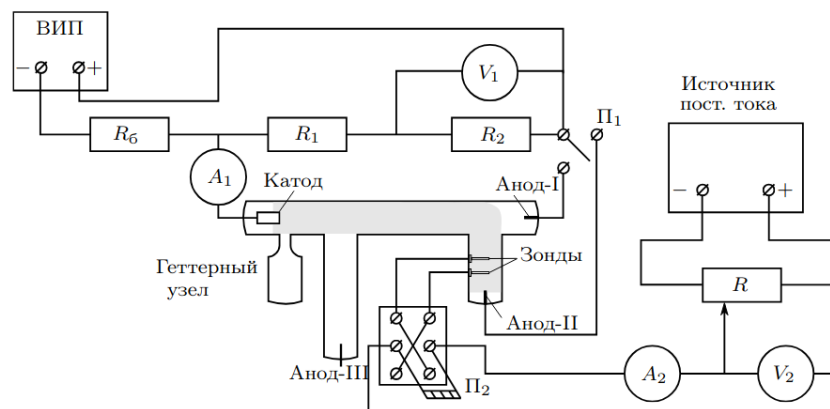 ВИП
− +
V₁
Источник
пост. тока
Rб
R₁
R₂
П₁
A₁
Катод
Анод-I
− +
Геттерный
узел
Зонды
R
Анод-II
Анод-III
П₂
A₂
V₂